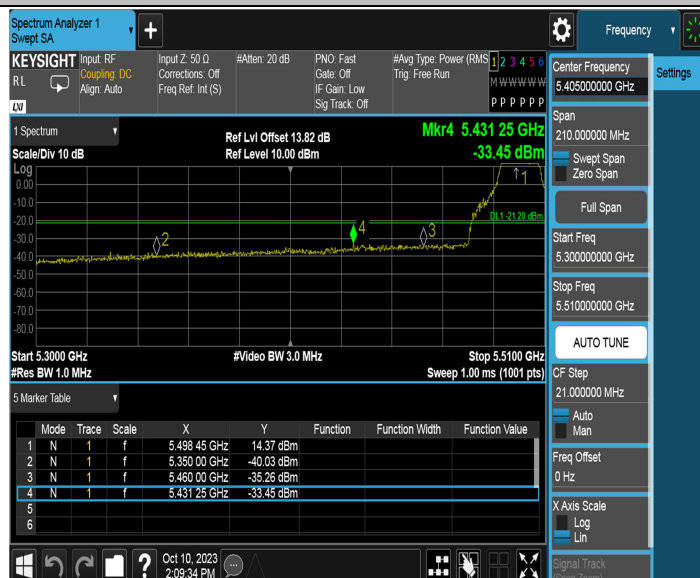 Spectrum Analyzer 1
Swept SA
+
Frequency
KEYSIGHT
RL
LXI
Input: RF
Coupling: DC
Align: Auto
Input Z: 50 Ω
Corrections: Off
Freq Ref: Int (S)
#Atten: 20 dB
PNO: Fast
Gate: Off
IF Gain: Low
Sig Track: Off
#Avg Type: Power (RMS
Trig: Free Run
1 2 3 4 5 6
M W W W W W
P P P P P P
1 Spectrum
Scale/Div 10 dB
Ref Lvl Offset 13.82 dB
Ref Level 10.00 dBm
Mkr4 5.431 25 GHz
-33.45 dBm
Log
0.00
-10.0
-20.0
-30.0
-40.0
-50.0
-60.0
-70.0
-80.0
1
2
3
4
DL1 -21.20 dBm
Start 5.3000 GHz
#Video BW 3.0 MHz
Stop 5.5100 GHz
#Res BW 1.0 MHz
Sweep 1.00 ms (1001 pts)
5 Marker Table
Mode Trace Scale X Y Function Function Width Function Value
1 N 1 f 5.498 45 GHz 14.37 dBm
2 N 1 f 5.350 00 GHz -40.03 dBm
3 N 1 f 5.460 00 GHz -35.26 dBm
4 N 1 f 5.431 25 GHz -33.45 dBm
5
6
?
Oct 10, 2023
2:09:34 PM
Center Frequency
5.405000000 GHz
Settings
Span
210.000000 MHz
Swept Span
Zero Span
Full Span
Start Freq
5.300000000 GHz
Stop Freq
5.510000000 GHz
AUTO TUNE
CF Step
21.000000 MHz
Auto
Man
Freq Offset
0 Hz
X Axis Scale
Log
Lin
Signal Track
(Span Zoom)